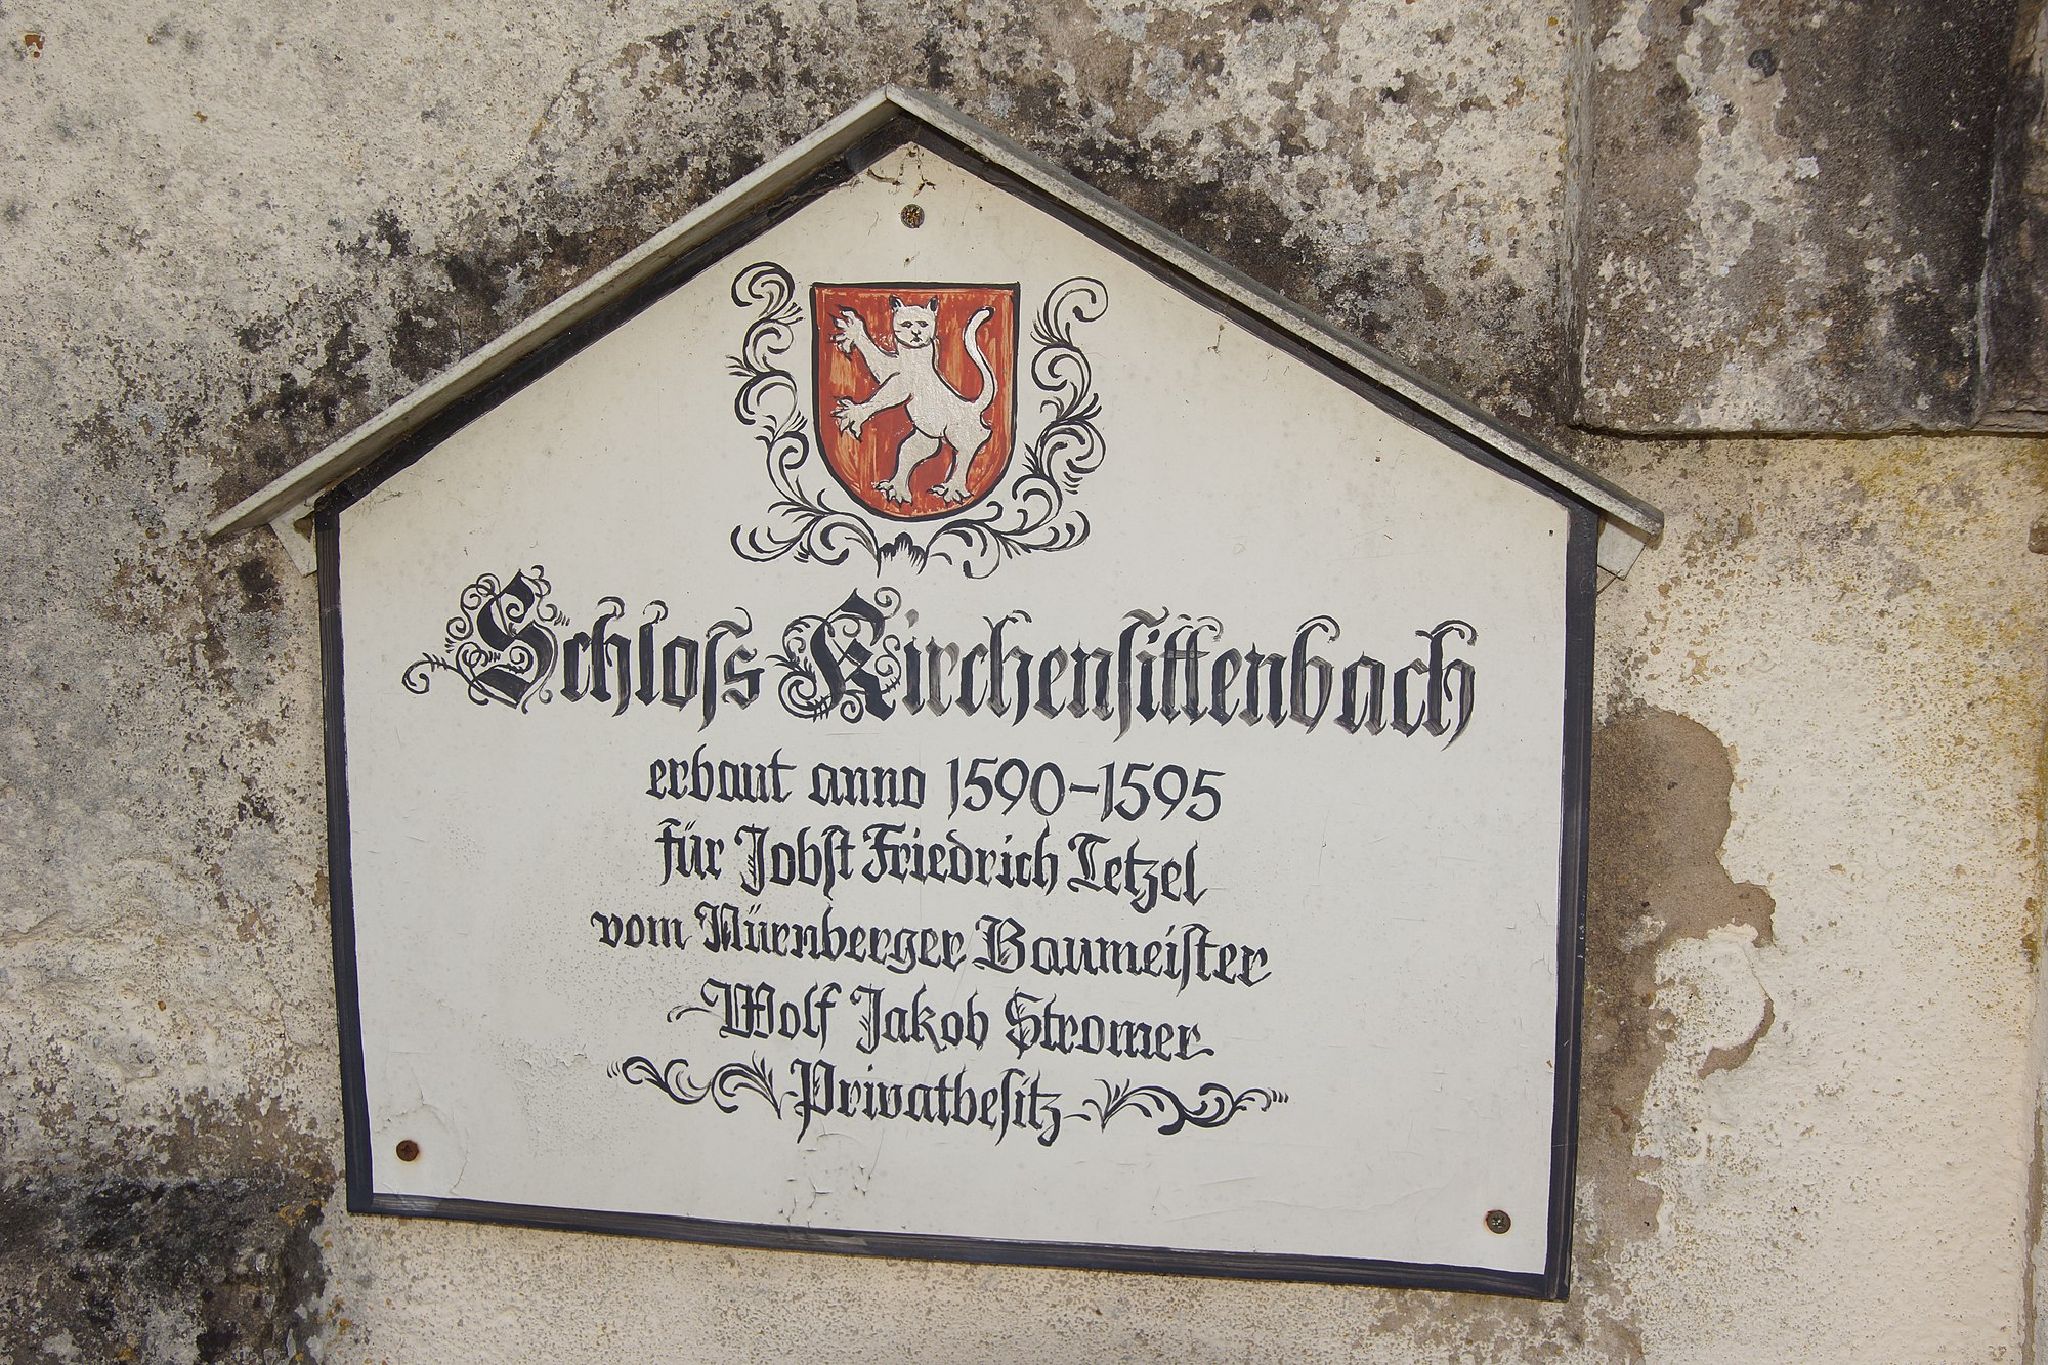 Schloss Kirchensittenbach
erbaut anno 1590-1595
für Jobst Friedrich Tetzel
vom Nürnberger Baumeister
Wolf Jakob Stromer
Privatbesitz